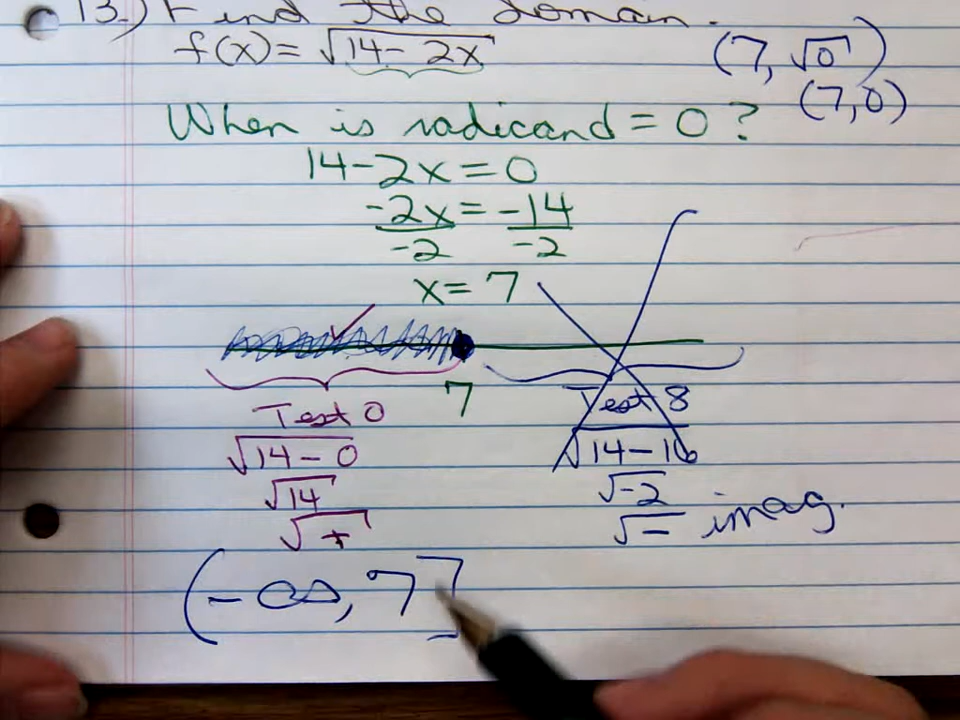 13.) Find the domain.
f(x) = √14 - 2x
(7, √0)
(7,0)
When is radicand = 0 ?
14-2x = 0
-2x = -14
-2 -2
x = 7
7
Test 0 Test 8
√14 - 0 √14 - 16
√14 √-2
√+ √- imag.
(-∞, 7]